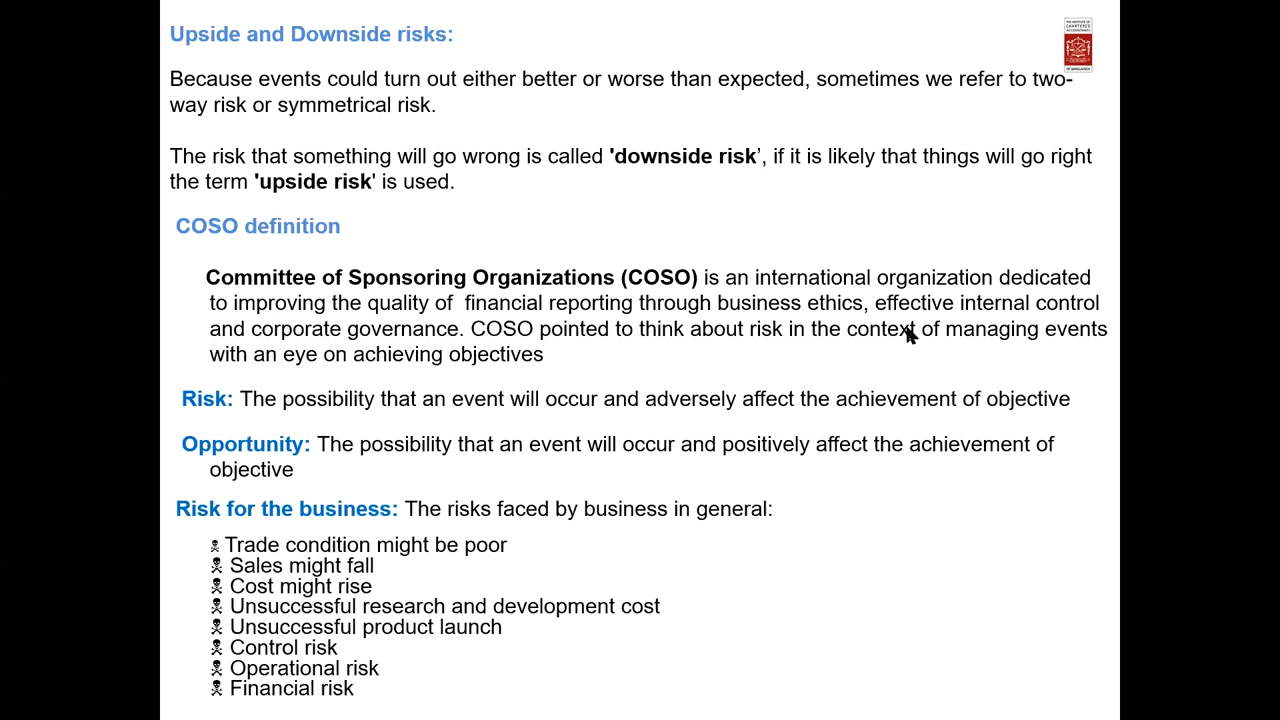 Upside and Downside risks:
THE INSTITUTE OF
CHARTERED
ACCOUNTANTS
OF BANGLADESH
Because events could turn out either better or worse than expected, sometimes we refer to two-
way risk or symmetrical risk.
The risk that something will go wrong is called 'downside risk’, if it is likely that things will go right
the term 'upside risk' is used.
COSO definition
Committee of Sponsoring Organizations (COSO) is an international organization dedicated
to improving the quality of financial reporting through business ethics, effective internal control
and corporate governance. COSO pointed to think about risk in the context of managing events
with an eye on achieving objectives
Risk: The possibility that an event will occur and adversely affect the achievement of objective
Opportunity: The possibility that an event will occur and positively affect the achievement of
objective
Risk for the business: The risks faced by business in general:
☠ Trade condition might be poor
☠ Sales might fall
☠ Cost might rise
☠ Unsuccessful research and development cost
☠ Unsuccessful product launch
☠ Control risk
☠ Operational risk
☠ Financial risk